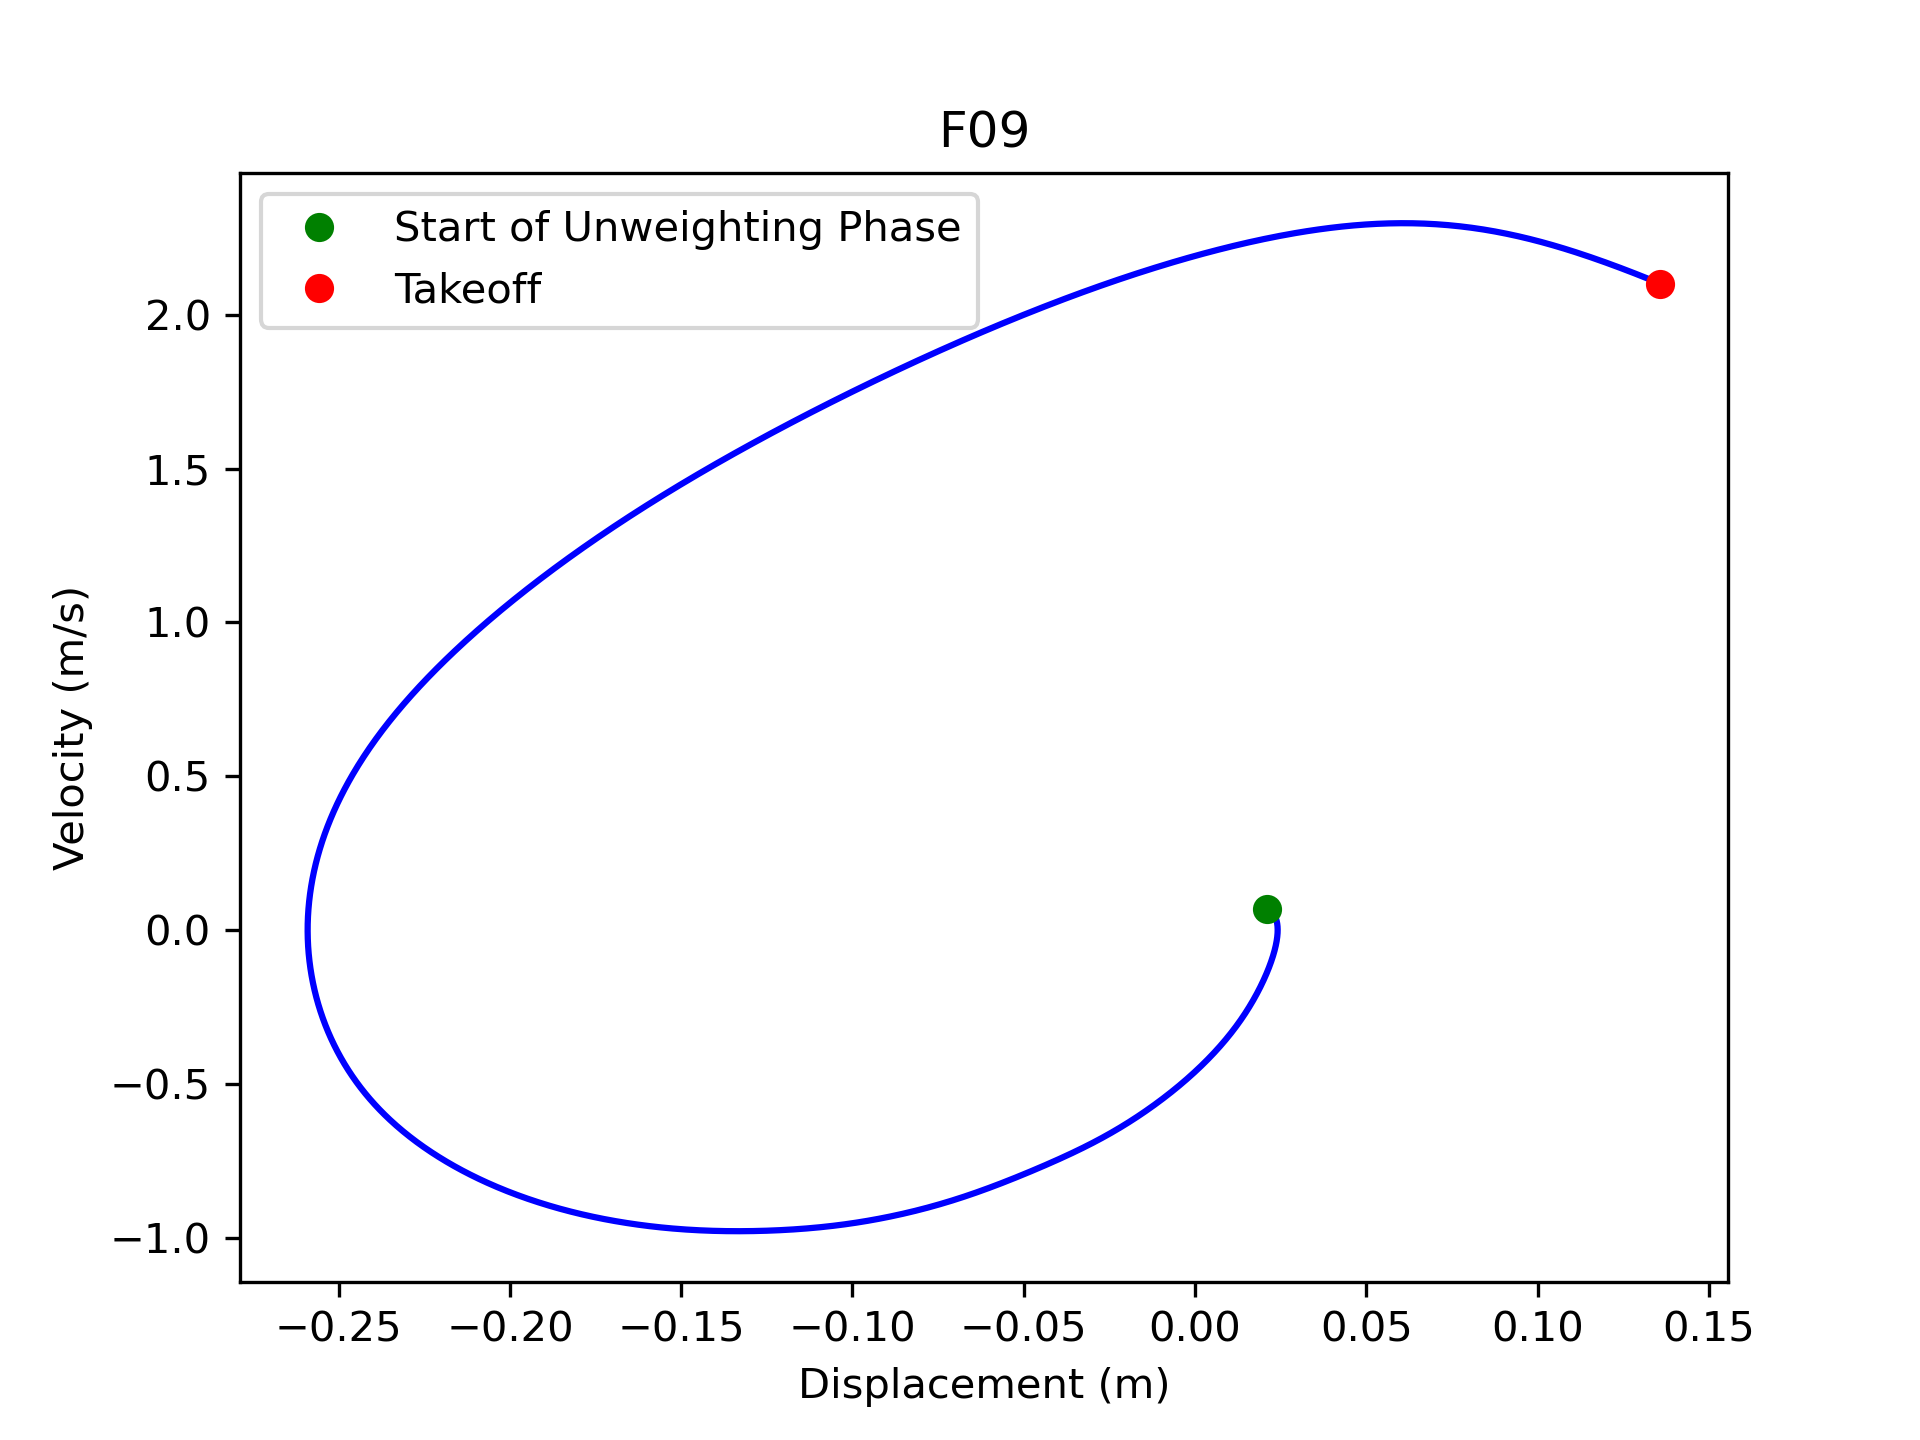 F09
Start of Unweighting Phase
Takeoff
2.0
1.5
1.0
0.5
0.0
−0.5
−1.0
Velocity (m/s)
−0.25 −0.20 −0.15 −0.10 −0.05 0.00 0.05 0.10 0.15
Displacement (m)